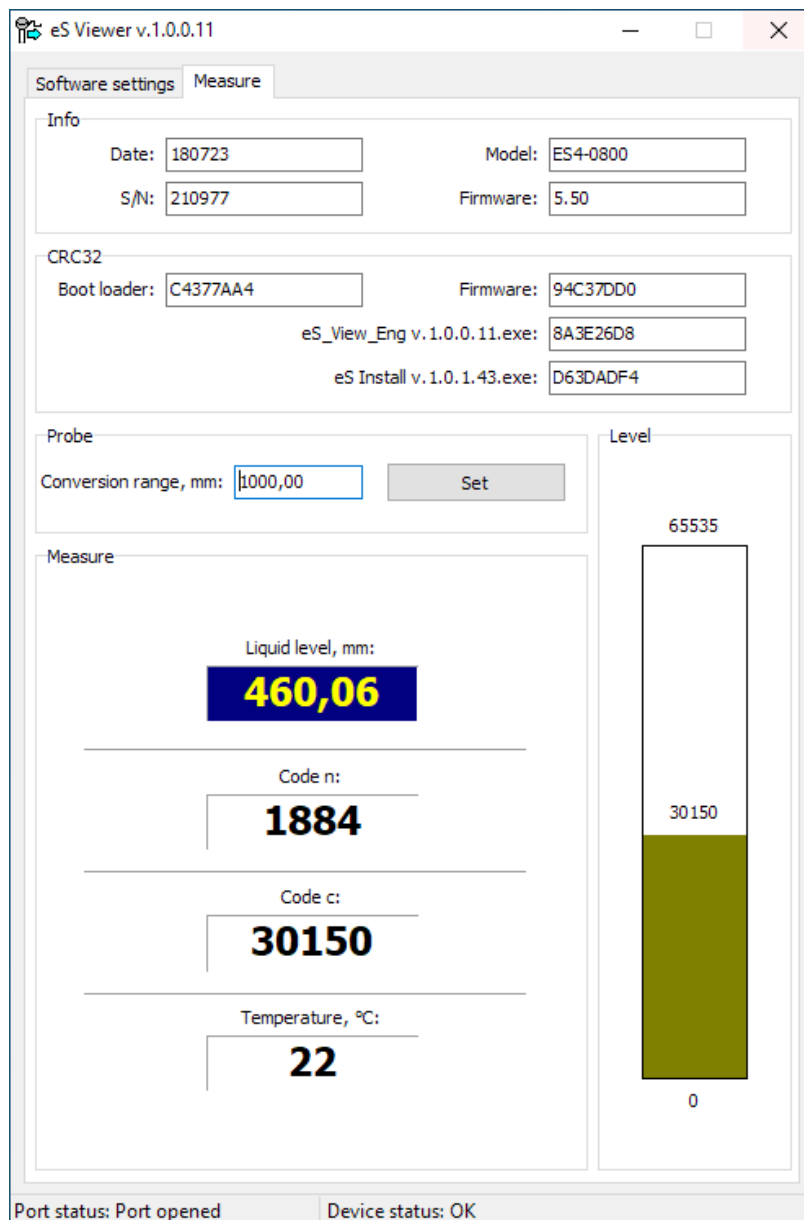 eS Viewer v.1.0.0.11
Software settings Measure
Info
Date: 180723 Model: ES4-0800
S/N: 210977 Firmware: 5.50
CRC32
Boot loader: C4377AA4 Firmware: 94C37DD0
eS_View_Eng v.1.0.0.11.exe: 8A3E26D8
eS Install v.1.0.1.43.exe: D63DADF4
Probe
Conversion range, mm: 1000,00 Set
Measure
Liquid level, mm:
460,06
Code n:
1884
Code c:
30150
Temperature, °C:
22
Level
65535
30150
0
Port status: Port opened Device status: OK